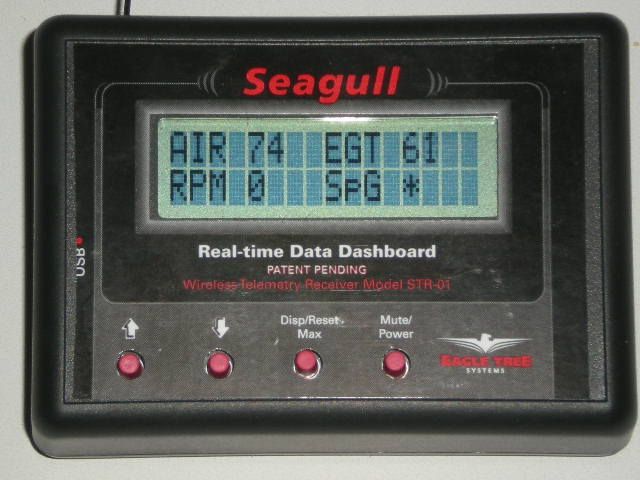 Seagull
AIR 74 EGT 61
RPM 0 SpG *
USB
Real-time Data Dashboard
PATENT PENDING
Wireless Telemetry Receiver Model STR-01
Disp/Reset Max
Mute/Power
EAGLE TREE
SYSTEMS